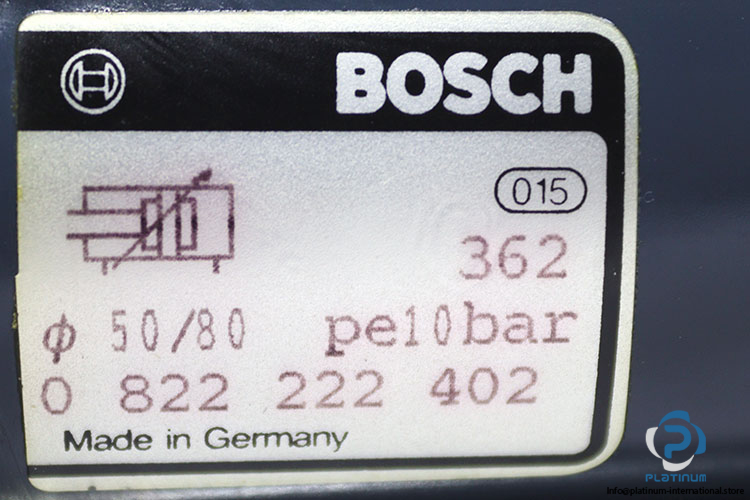 BOSCH
015
362
ϕ 50/80 pe10bar
0 822 222 402
Made in Germany
PLATINUM
info@platinum-international.store